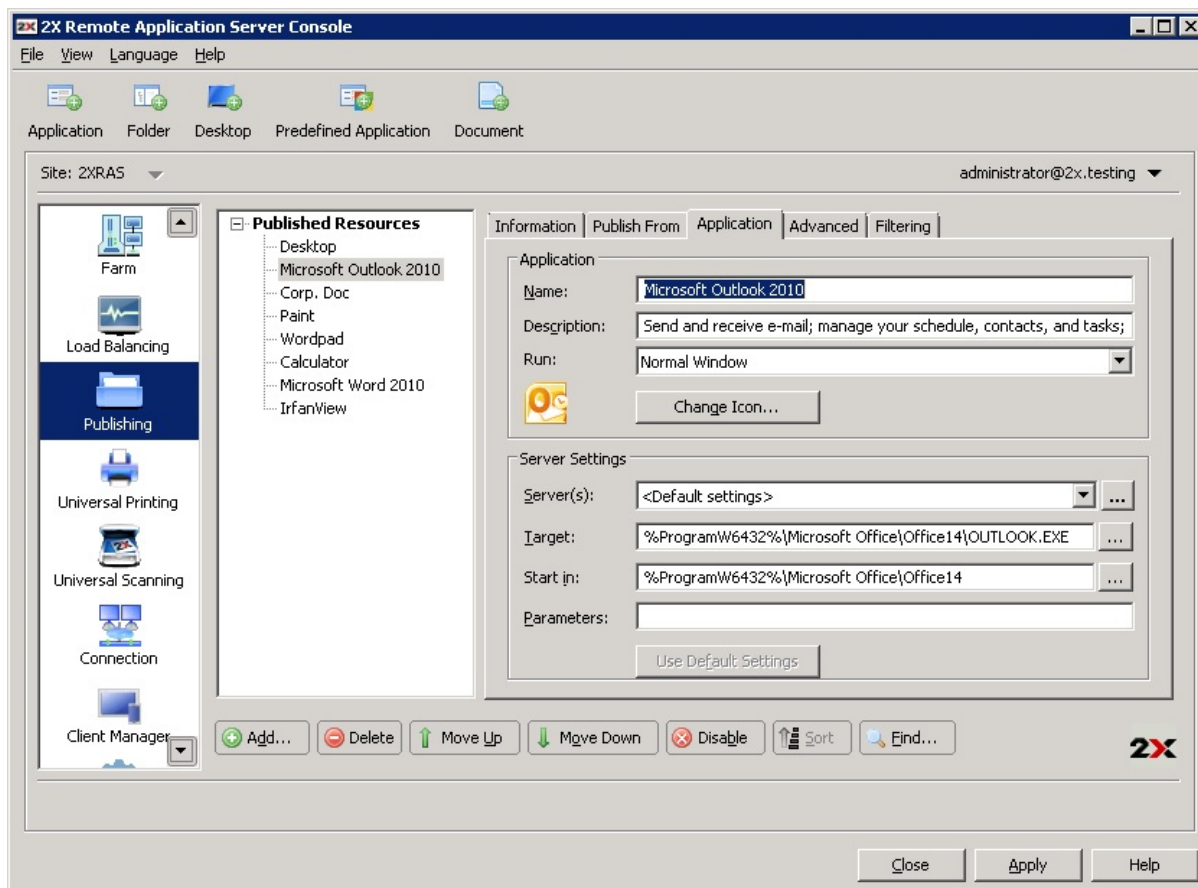 2X 2X Remote Application Server Console
File View Language Help
Application Folder Desktop Predefined Application Document
Site: 2XRAS administrator@2x.testing
Farm
Load Balancing
Publishing
Universal Printing
Universal Scanning
Connection
Client Manager
Published Resources
Desktop
Microsoft Outlook 2010
Corp. Doc
Paint
Wordpad
Calculator
Microsoft Word 2010
IrfanView
Information Publish From Application Advanced Filtering
Application
Name: Microsoft Outlook 2010
Description: Send and receive e-mail; manage your schedule, contacts, and tasks;
Run: Normal Window
Change Icon...
Server Settings
Server(s): <Default settings> ...
Target: %ProgramW6432%\Microsoft Office\Office14\OUTLOOK.EXE ...
Start in: %ProgramW6432%\Microsoft Office\Office14 ...
Parameters:
Use Default Settings
Add... Delete Move Up Move Down Disable Sort Find...
2X
Close Apply Help